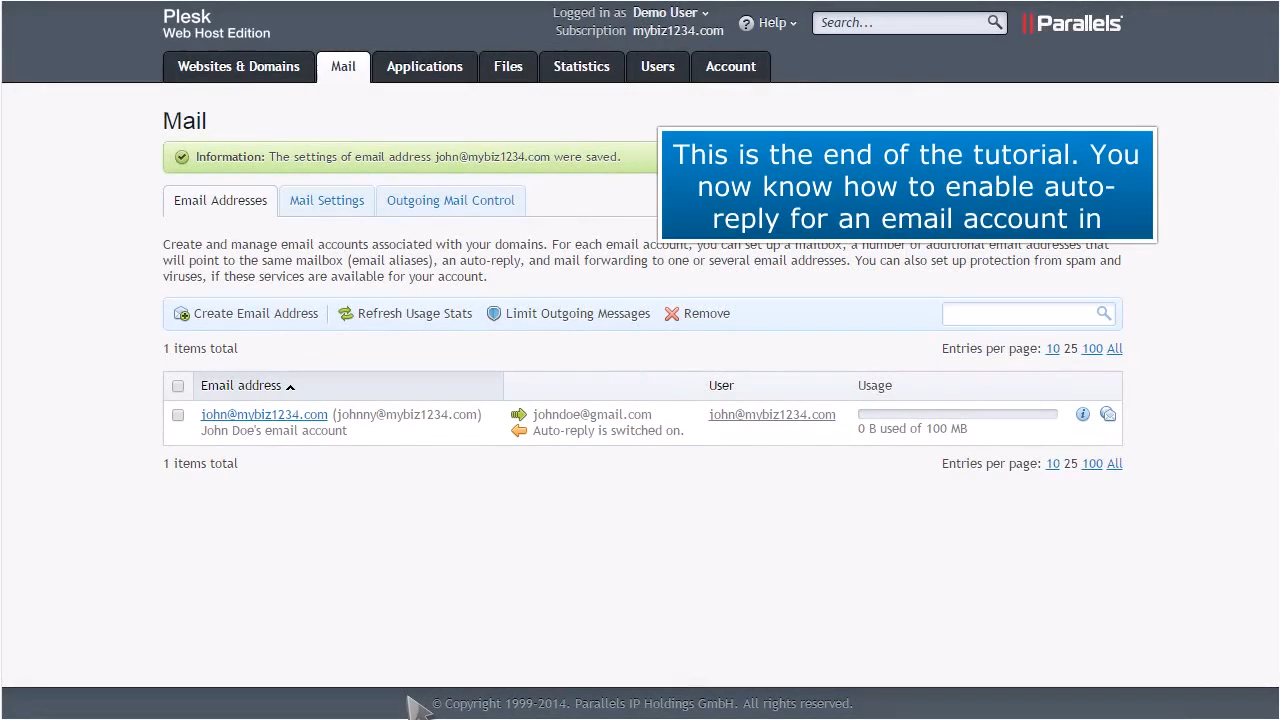 Plesk
Web Host Edition
Logged in as Demo User
Subscription mybiz1234.com
? Help
Search...
Parallels®
Websites & Domains Mail Applications Files Statistics Users Account
Mail
Information: The settings of email address john@mybiz1234.com were saved.
This is the end of the tutorial. You
now know how to enable auto-
reply for an email account in
Email Addresses Mail Settings Outgoing Mail Control
Create and manage email accounts associated with your domains. For each email account, you can set up a mailbox, a number of additional email addresses that
will point to the same mailbox (email aliases), an auto-reply, and mail forwarding to one or several email addresses. You can also set up protection from spam and
viruses, if these services are available for your account.
Create Email Address Refresh Usage Stats Limit Outgoing Messages Remove
1 items total Entries per page: 10 25 100 All
Email address User Usage
john@mybiz1234.com (johnny@mybiz1234.com) johndoe@gmail.com john@mybiz1234.com
John Doe's email account Auto-reply is switched on. 0 B used of 100 MB
1 items total Entries per page: 10 25 100 All
© Copyright 1999-2014. Parallels IP Holdings GmbH. All rights reserved.